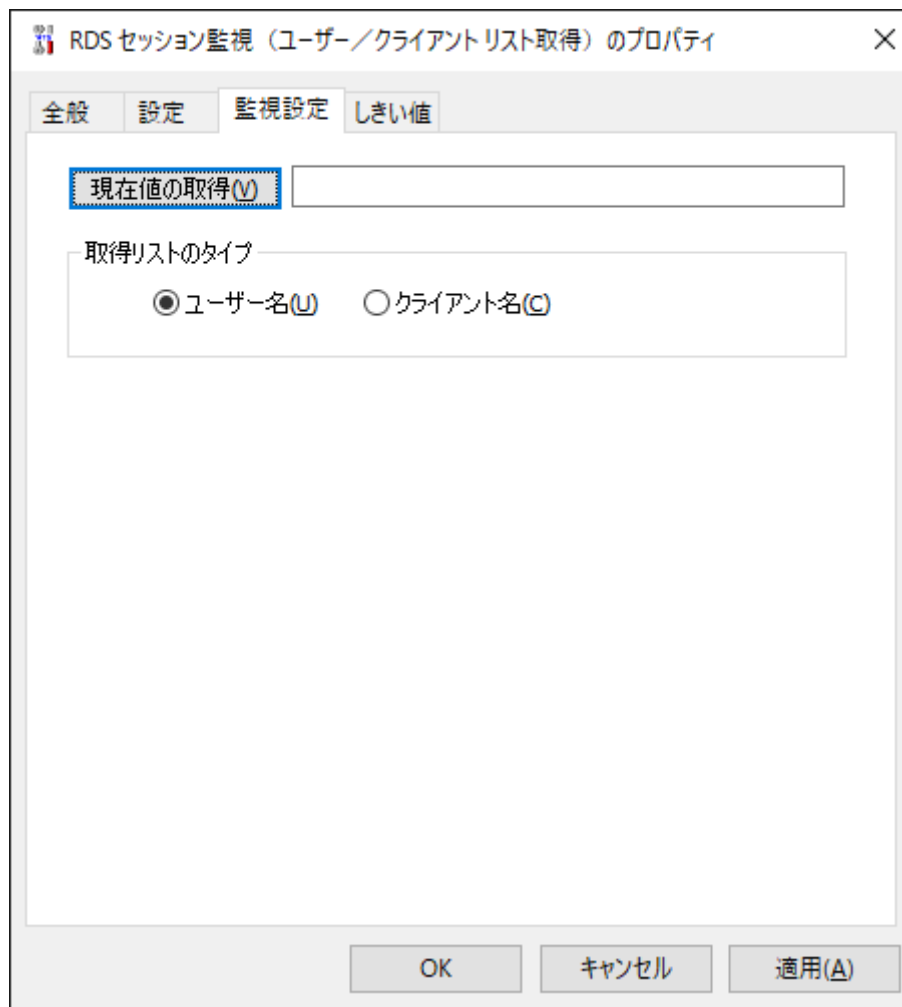 RDS セッション監視（ユーザー／クライアント リスト取得）のプロパティ
全般 設定 監視設定 しきい値
現在値の取得(V)
取得リストのタイプ
ユーザー名(U) クライアント名(C)
OK キャンセル 適用(A)